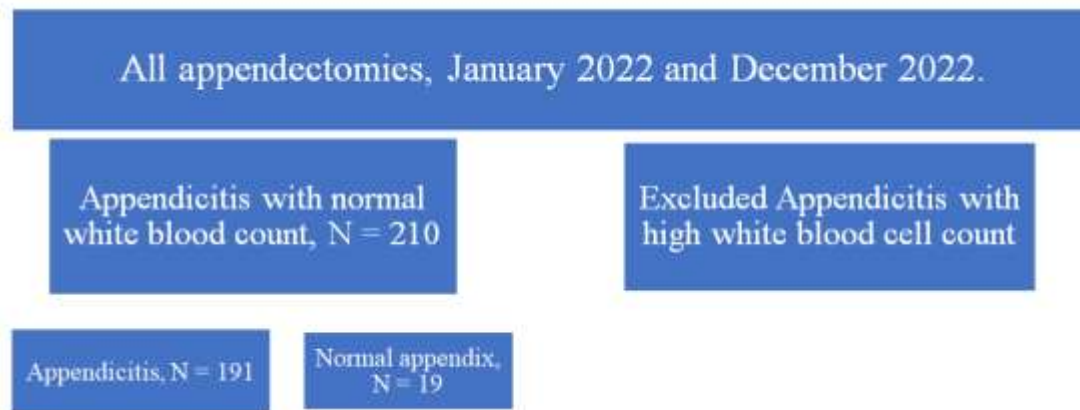 All appendectomies, January 2022 and December 2022.
Appendicitis with normal
white blood count, N = 210
Excluded Appendicitis with
high white blood cell count
Appendicitis, N = 191
Normal appendix,
N = 19